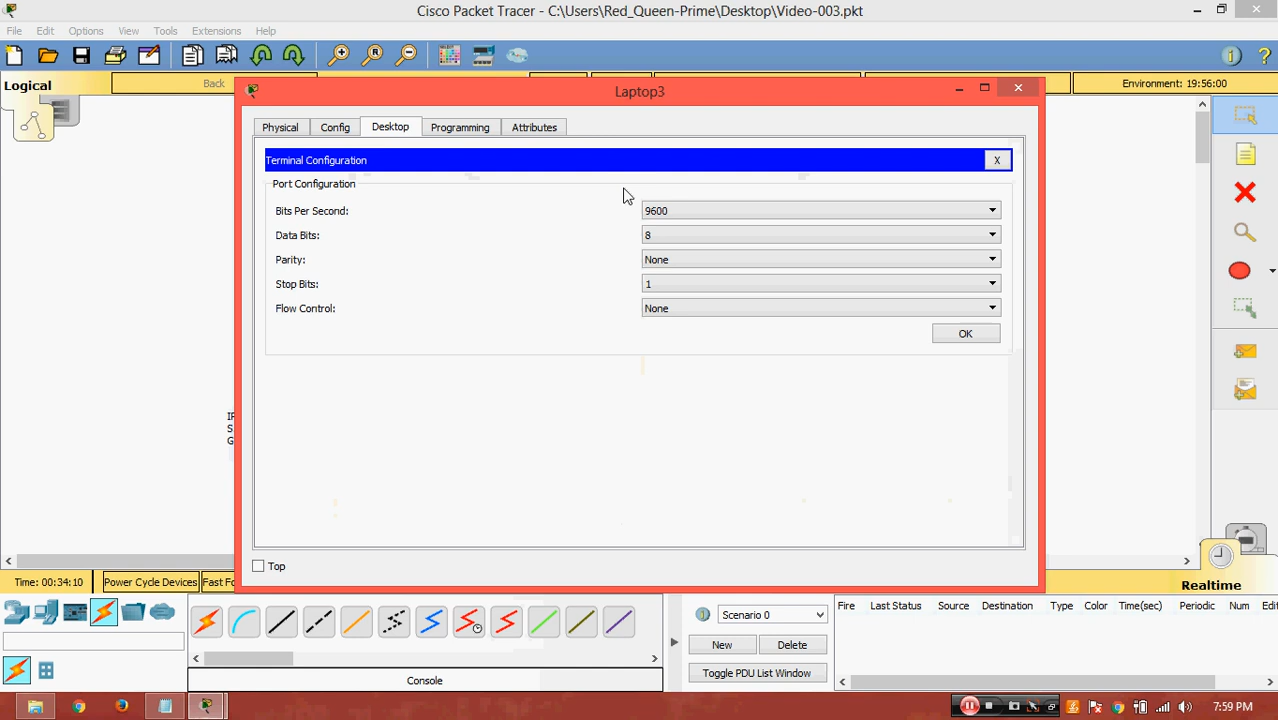 Cisco Packet Tracer - C:\Users\Red_Queen-Prime\Desktop\Video-003.pkt
File Edit Options View Tools Extensions Help
Logical
Back
Environment: 19:56:00
Laptop3
Physical Config Desktop Programming Attributes
Terminal Configuration X
Port Configuration
Bits Per Second: 9600
Data Bits: 8
Parity: None
Stop Bits: 1
Flow Control: None
OK
IP
S
G
Top
Time: 00:34:10 Power Cycle Devices Fast Fo
Realtime
Scenario 0
Fire Last Status Source Destination Type Color Time(sec) Periodic Num Edit
New Delete
Toggle PDU List Window
Console
7:59 PM